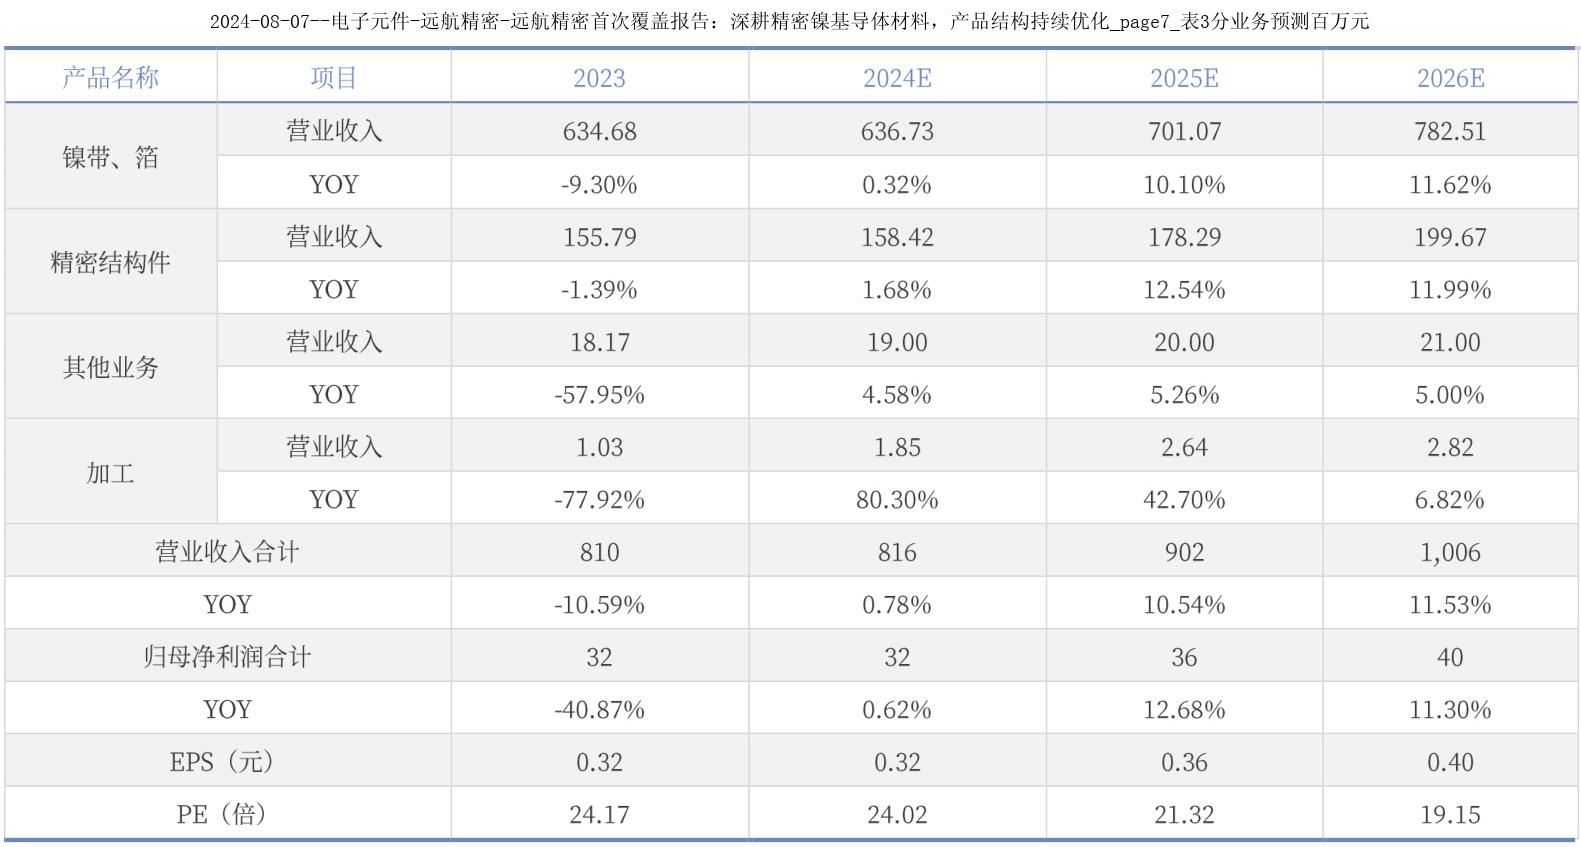 2024-08-07--电子元件-远航精密-远航精密首次覆盖报告：深耕精密镍基导体材料，产品结构持续优化_page7_表3分业务预测百万元
产品名称 项目 2023 2024E 2025E 2026E
镍带、箔 营业收入 634.68 636.73 701.07 782.51
YOY -9.30% 0.32% 10.10% 11.62%
精密结构件 营业收入 155.79 158.42 178.29 199.67
YOY -1.39% 1.68% 12.54% 11.99%
其他业务 营业收入 18.17 19.00 20.00 21.00
YOY -57.95% 4.58% 5.26% 5.00%
加工 营业收入 1.03 1.85 2.64 2.82
YOY -77.92% 80.30% 42.70% 6.82%
营业收入合计 810 816 902 1,006
YOY -10.59% 0.78% 10.54% 11.53%
归母净利润合计 32 32 36 40
YOY -40.87% 0.62% 12.68% 11.30%
EPS（元） 0.32 0.32 0.36 0.40
PE（倍） 24.17 24.02 21.32 19.15